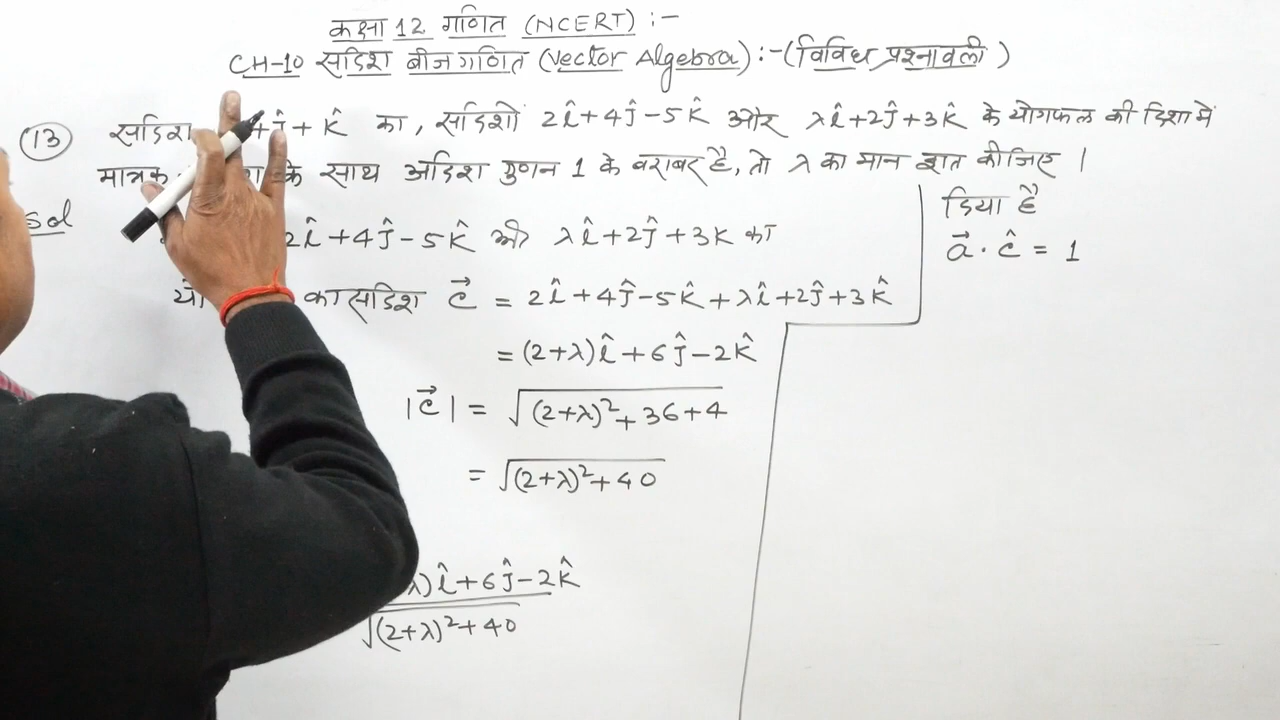 कक्षा 12 गणित (NCERT) :-
CH-10 सदिश बीजगणित (Vector Algebra) :- (विविध प्रश्नावली)
(13) सदिश +ĵ + k̂ का, सदिशों 2î+4ĵ-5k̂ और λî+2ĵ+3k̂ के योगफल की दिशा में
मात्रक के साथ अदिश गुणन 1 के बराबर है, तो λ का मान ज्ञात कीजिए।
Sol
2î+4ĵ-5k̂ और λî+2ĵ+3k का
का सदिश c⃗ = 2î+4ĵ-5k̂+λî+2ĵ+3k̂
= (2+λ)î+6ĵ-2k̂
|c⃗| = √(2+λ)²+36+4
= √(2+λ)²+40
λ)î+6ĵ-2k̂
√(2+λ)²+40
दिया है
a⃗ · ĉ = 1